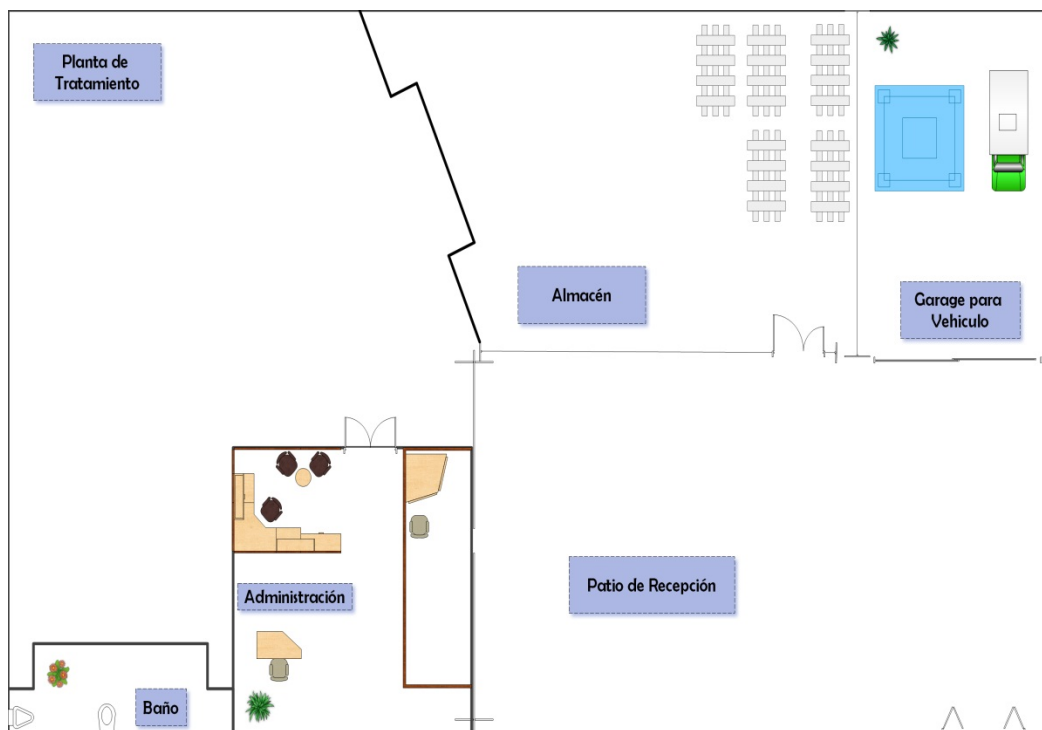 Planta de
Tratamiento
Almacén
Garage para
Vehiculo
Administración
Patio de Recepción
Baño